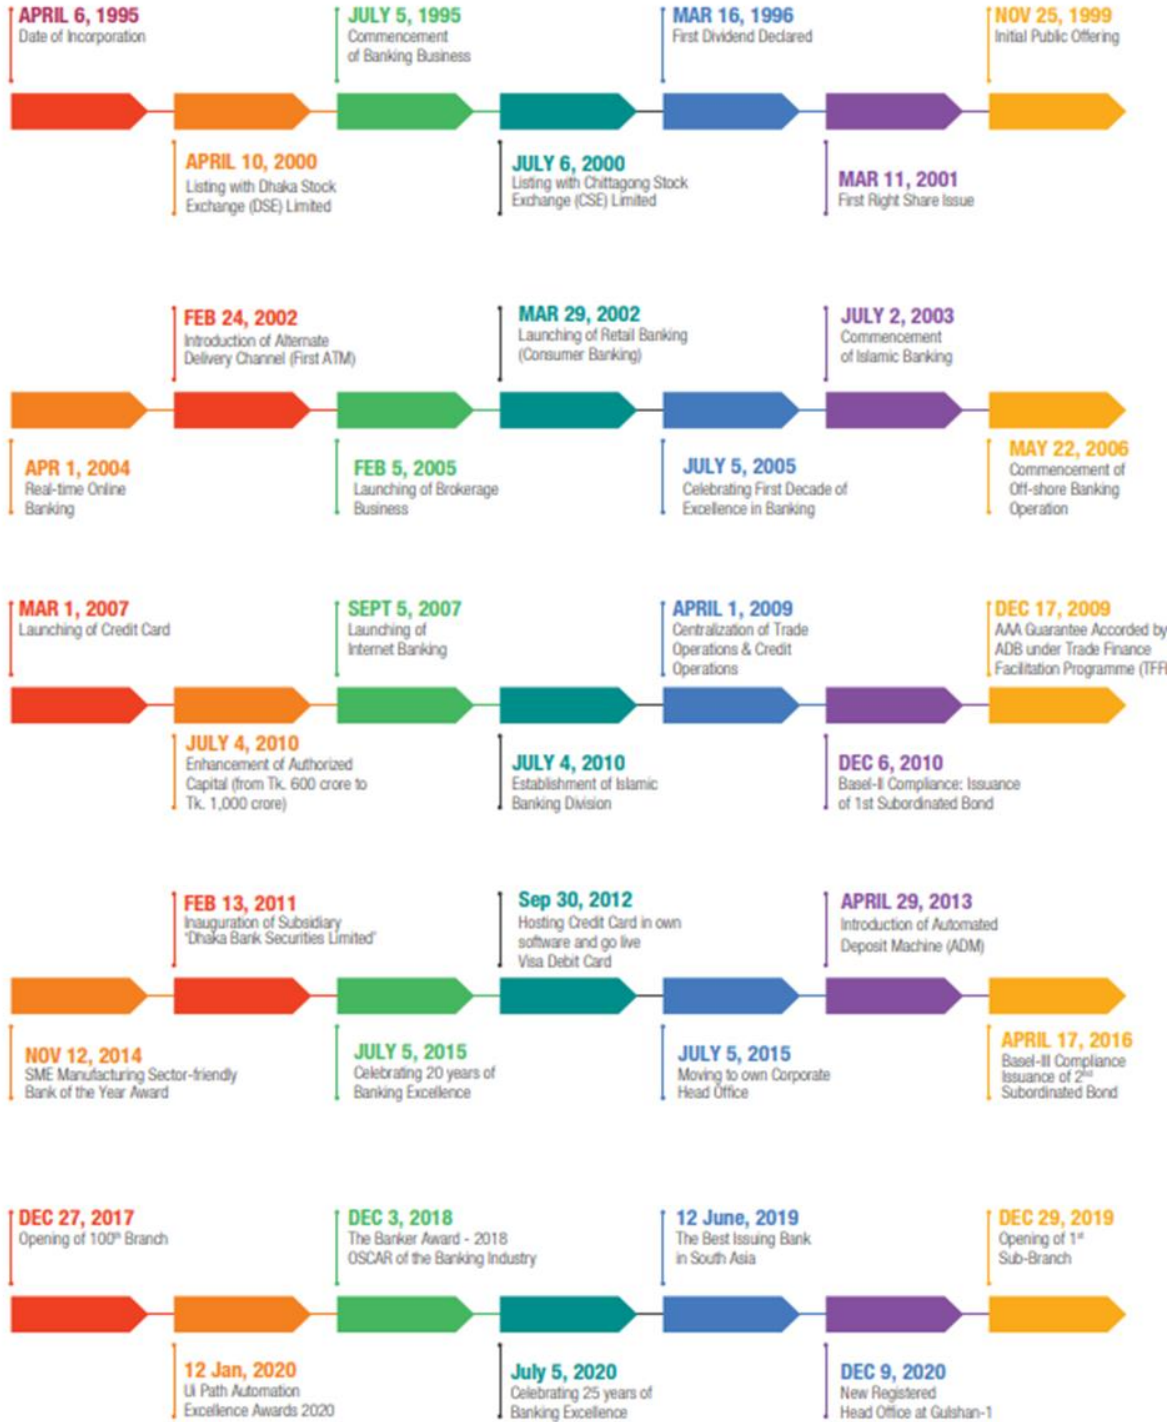 APRIL 6, 1995
Date of Incorporation
JULY 5, 1995
Commencement
of Banking Business
MAR 16, 1996
First Dividend Declared
NOV 25, 1999
Initial Public Offering
APRIL 10, 2000
Listing with Dhaka Stock
Exchange (DSE) Limited
JULY 6, 2000
Listing with Chittagong Stock
Exchange (CSE) Limited
MAR 11, 2001
First Right Share Issue
FEB 24, 2002
Introduction of Alternate
Delivery Channel (First ATM)
MAR 29, 2002
Launching of Retail Banking
(Consumer Banking)
JULY 2, 2003
Commencement
of Islamic Banking
APR 1, 2004
Real-time Online
Banking
FEB 5, 2005
Launching of Brokerage
Business
JULY 5, 2005
Celebrating First Decade of
Excellence in Banking
MAY 22, 2006
Commencement of
Off-shore Banking
Operation
MAR 1, 2007
Launching of Credit Card
SEPT 5, 2007
Launching of
Internet Banking
APRIL 1, 2009
Centralization of Trade
Operations & Credit
Operations
DEC 17, 2009
AAA Guarantee Accorded by
ADB under Trade Finance
Facilitation Programme (TFF
JULY 4, 2010
Enhancement of Authorized
Capital (from Tk. 600 crore to
Tk. 1,000 crore)
JULY 4, 2010
Establishment of Islamic
Banking Division
DEC 6, 2010
Basel-II Compliance: Issuance
of 1st Subordinated Bond
FEB 13, 2011
Inauguration of Subsidiary
'Dhaka Bank Securities Limited'
Sep 30, 2012
Hosting Credit Card in own
software and go live
Visa Debit Card
APRIL 29, 2013
Introduction of Automated
Deposit Machine (ADM)
NOV 12, 2014
SME Manufacturing Sector-friendly
Bank of the Year Award
JULY 5, 2015
Celebrating 20 years of
Banking Excellence
JULY 5, 2015
Moving to own Corporate
Head Office
APRIL 17, 2016
Basel-III Compliance
Issuance of 2nd
Subordinated Bond
DEC 27, 2017
Opening of 100th Branch
DEC 3, 2018
The Banker Award - 2018
OSCAR of the Banking Industry
12 June, 2019
The Best Issuing Bank
in South Asia
DEC 29, 2019
Opening of 1st
Sub-Branch
12 Jan, 2020
Ui Path Automation
Excellence Awards 2020
July 5, 2020
Celebrating 25 years of
Banking Excellence
DEC 9, 2020
New Registered
Head Office at Gulshan-1